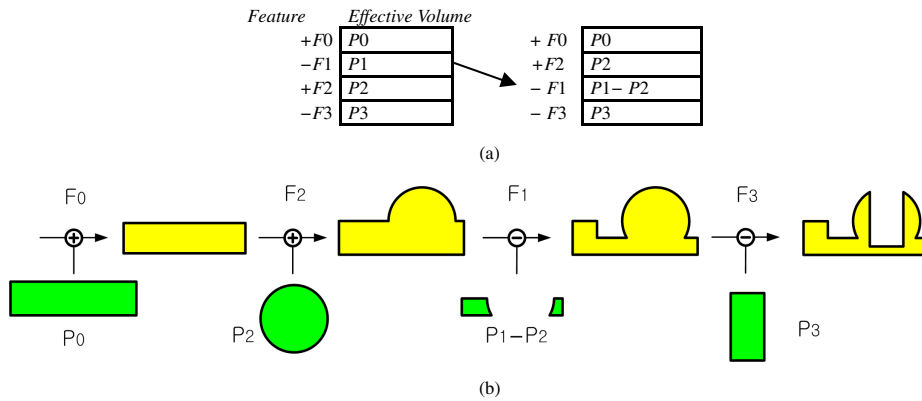 Feature Effective Volume
+F0 P0 + F0 P0
−F1 P1 +F2 P2
+F2 P2 − F1 P1− P2
−F3 P3 − F3 P3
(a)
F0 F2 F1 F3
P0 P2 P1−P2 P3
(b)